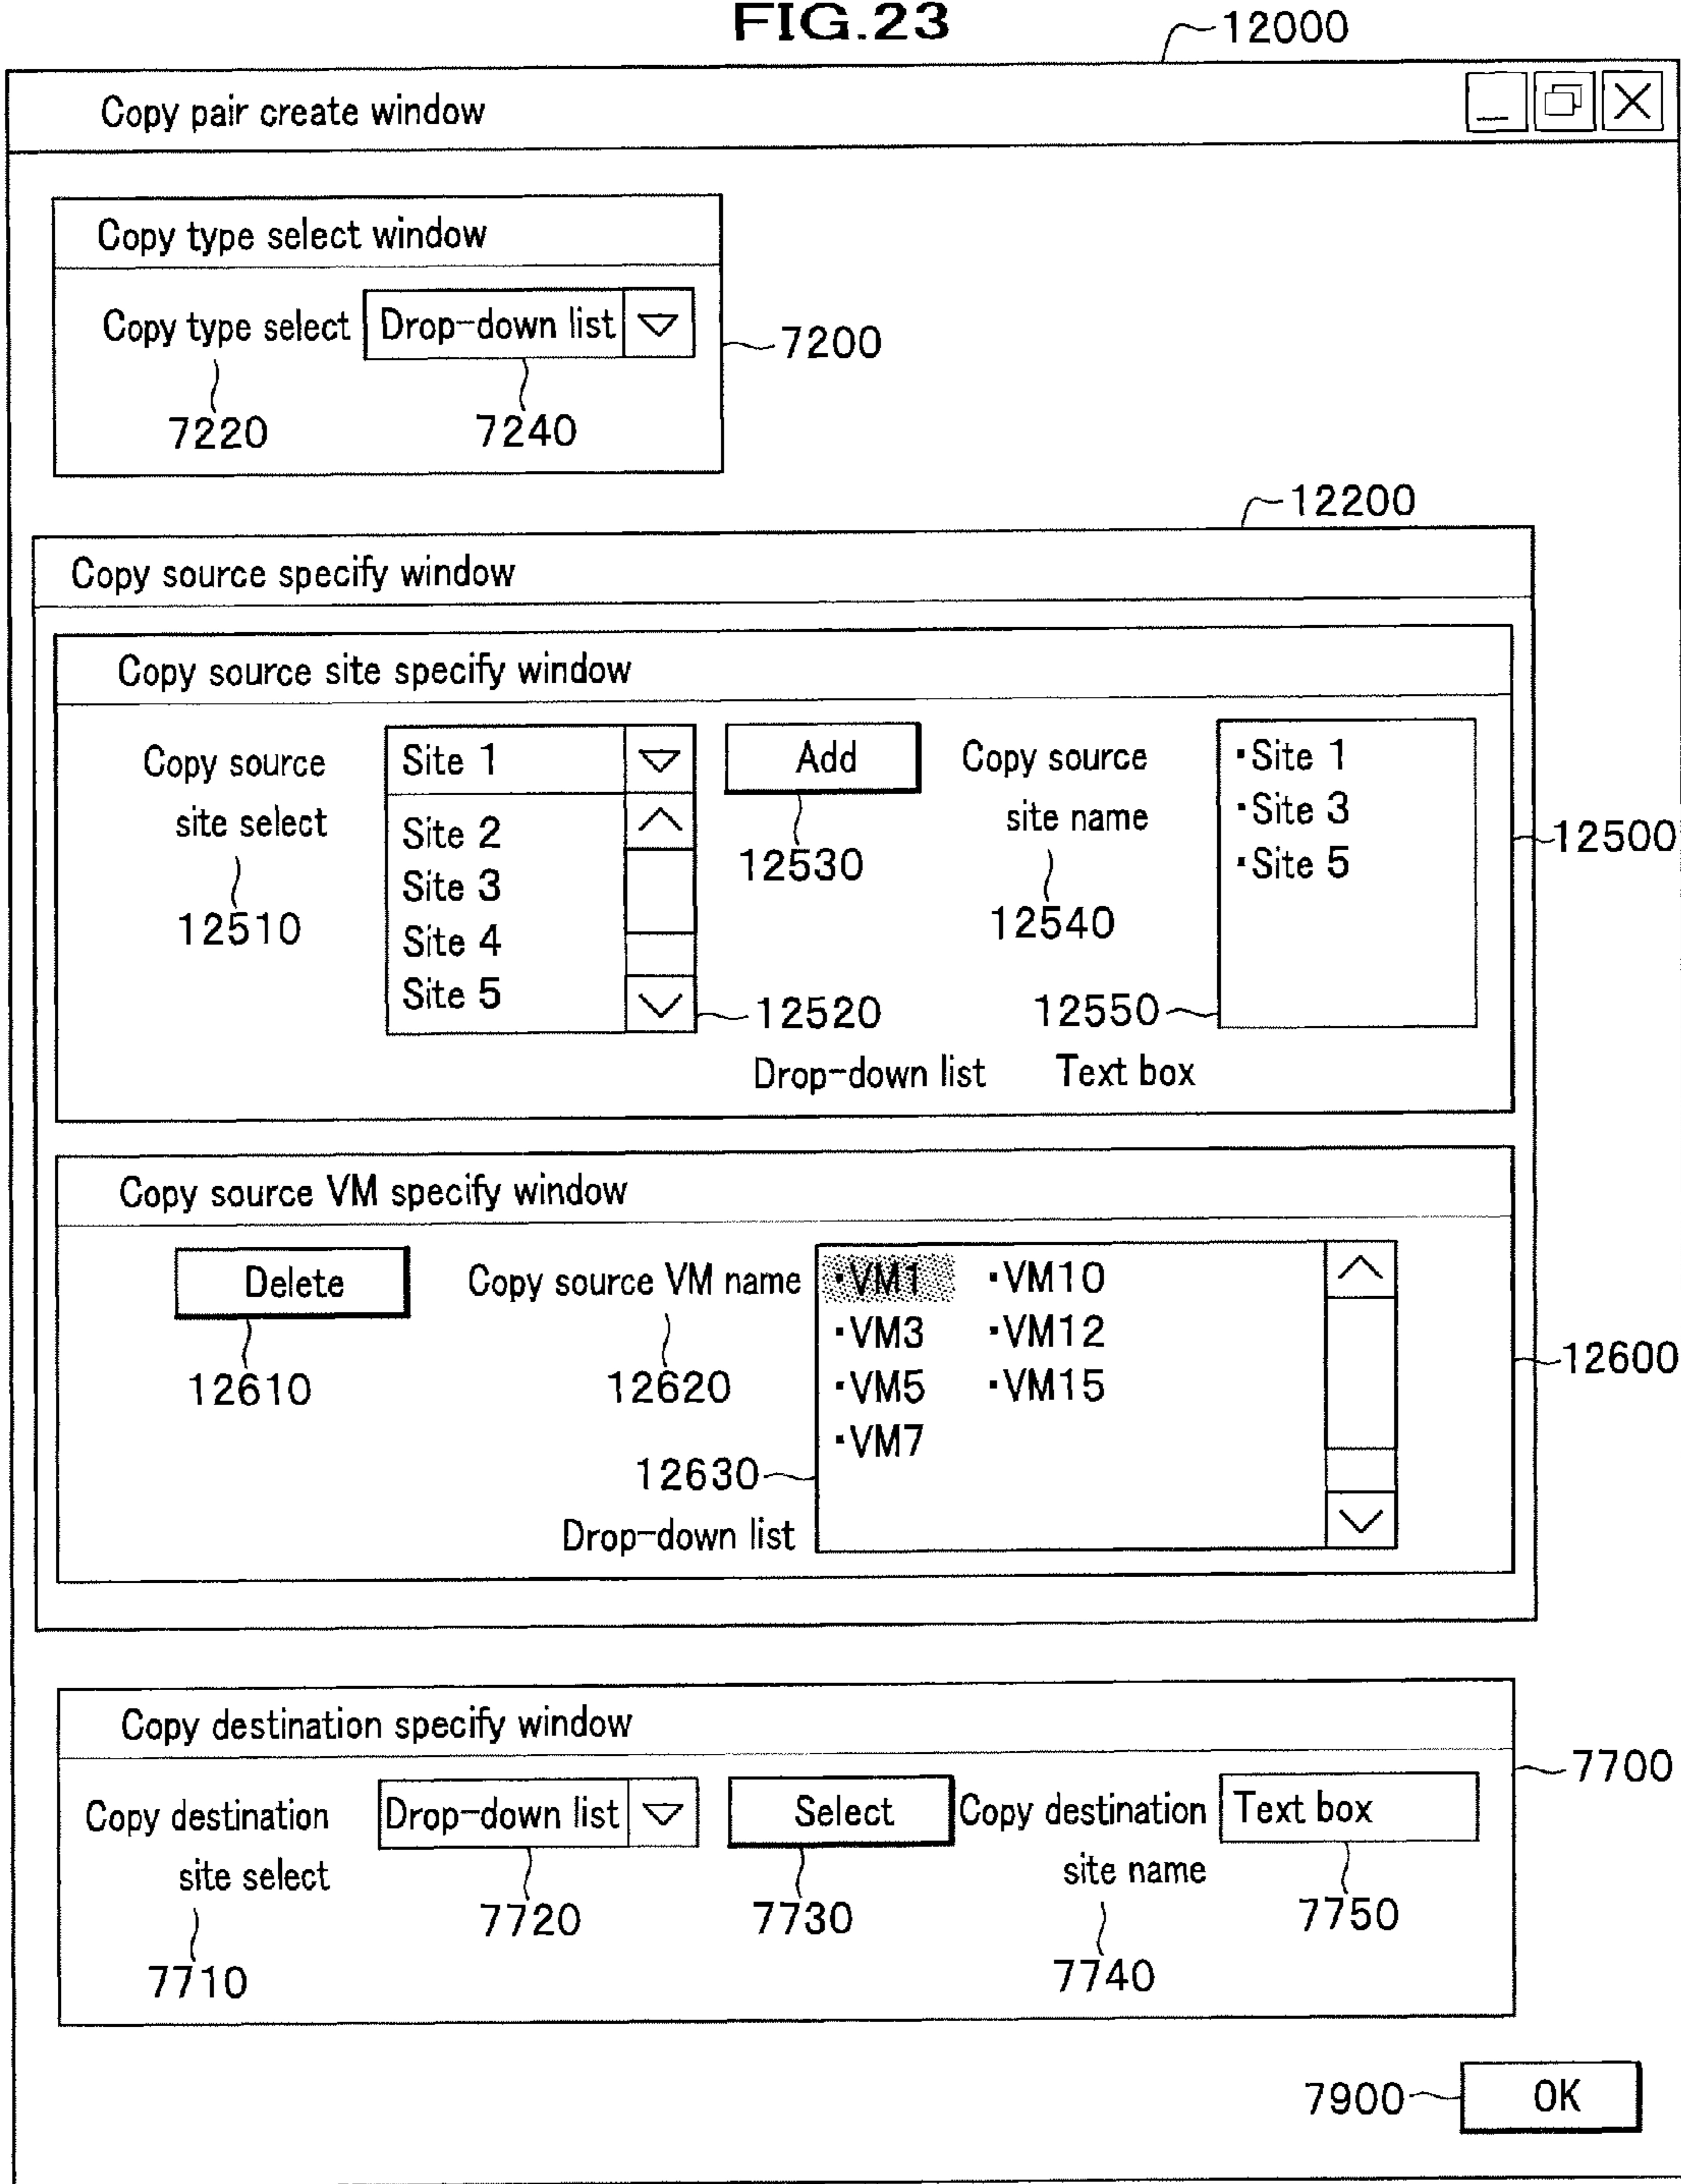 FIG.23
12000
Copy pair create window
Copy type select window
Copy type select Drop-down list
7200
7220 7240
12200
Copy source specify window
Copy source site specify window
Copy source site select
Site 1
Site 2
Site 3
Site 4
Site 5
12510
12520
Drop-down list
Add
12530
Copy source site name
12540
·Site 1
·Site 3
·Site 5
12550
Text box
12500
Copy source VM specify window
Delete
12610
Copy source VM name
12620
·VM1 ·VM10
·VM3 ·VM12
·VM5 ·VM15
·VM7
12630
Drop-down list
12600
Copy destination specify window
7700
Copy destination site select
7710
Drop-down list
7720
Select
7730
Copy destination site name
7740
Text box
7750
7900
OK